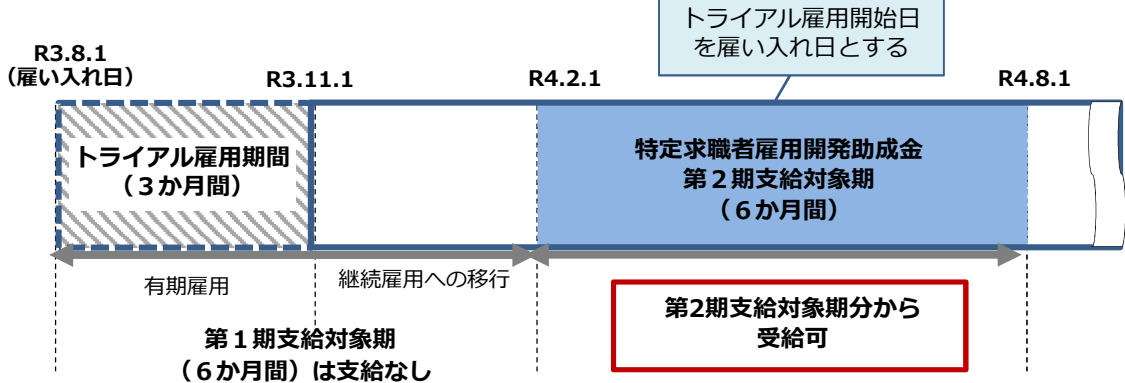 トライアル雇用開始日
を雇い入れ日とする
R3.8.1
（雇い入れ日）
R3.11.1
R4.2.1
R4.8.1
トライアル雇用期間
（３か月間）
特定求職者雇用開発助成金
第２期支給対象期
（６か月間）
有期雇用
継続雇用への移行
第１期支給対象期
（６か月間）は支給なし
第2期支給対象期分から
受給可